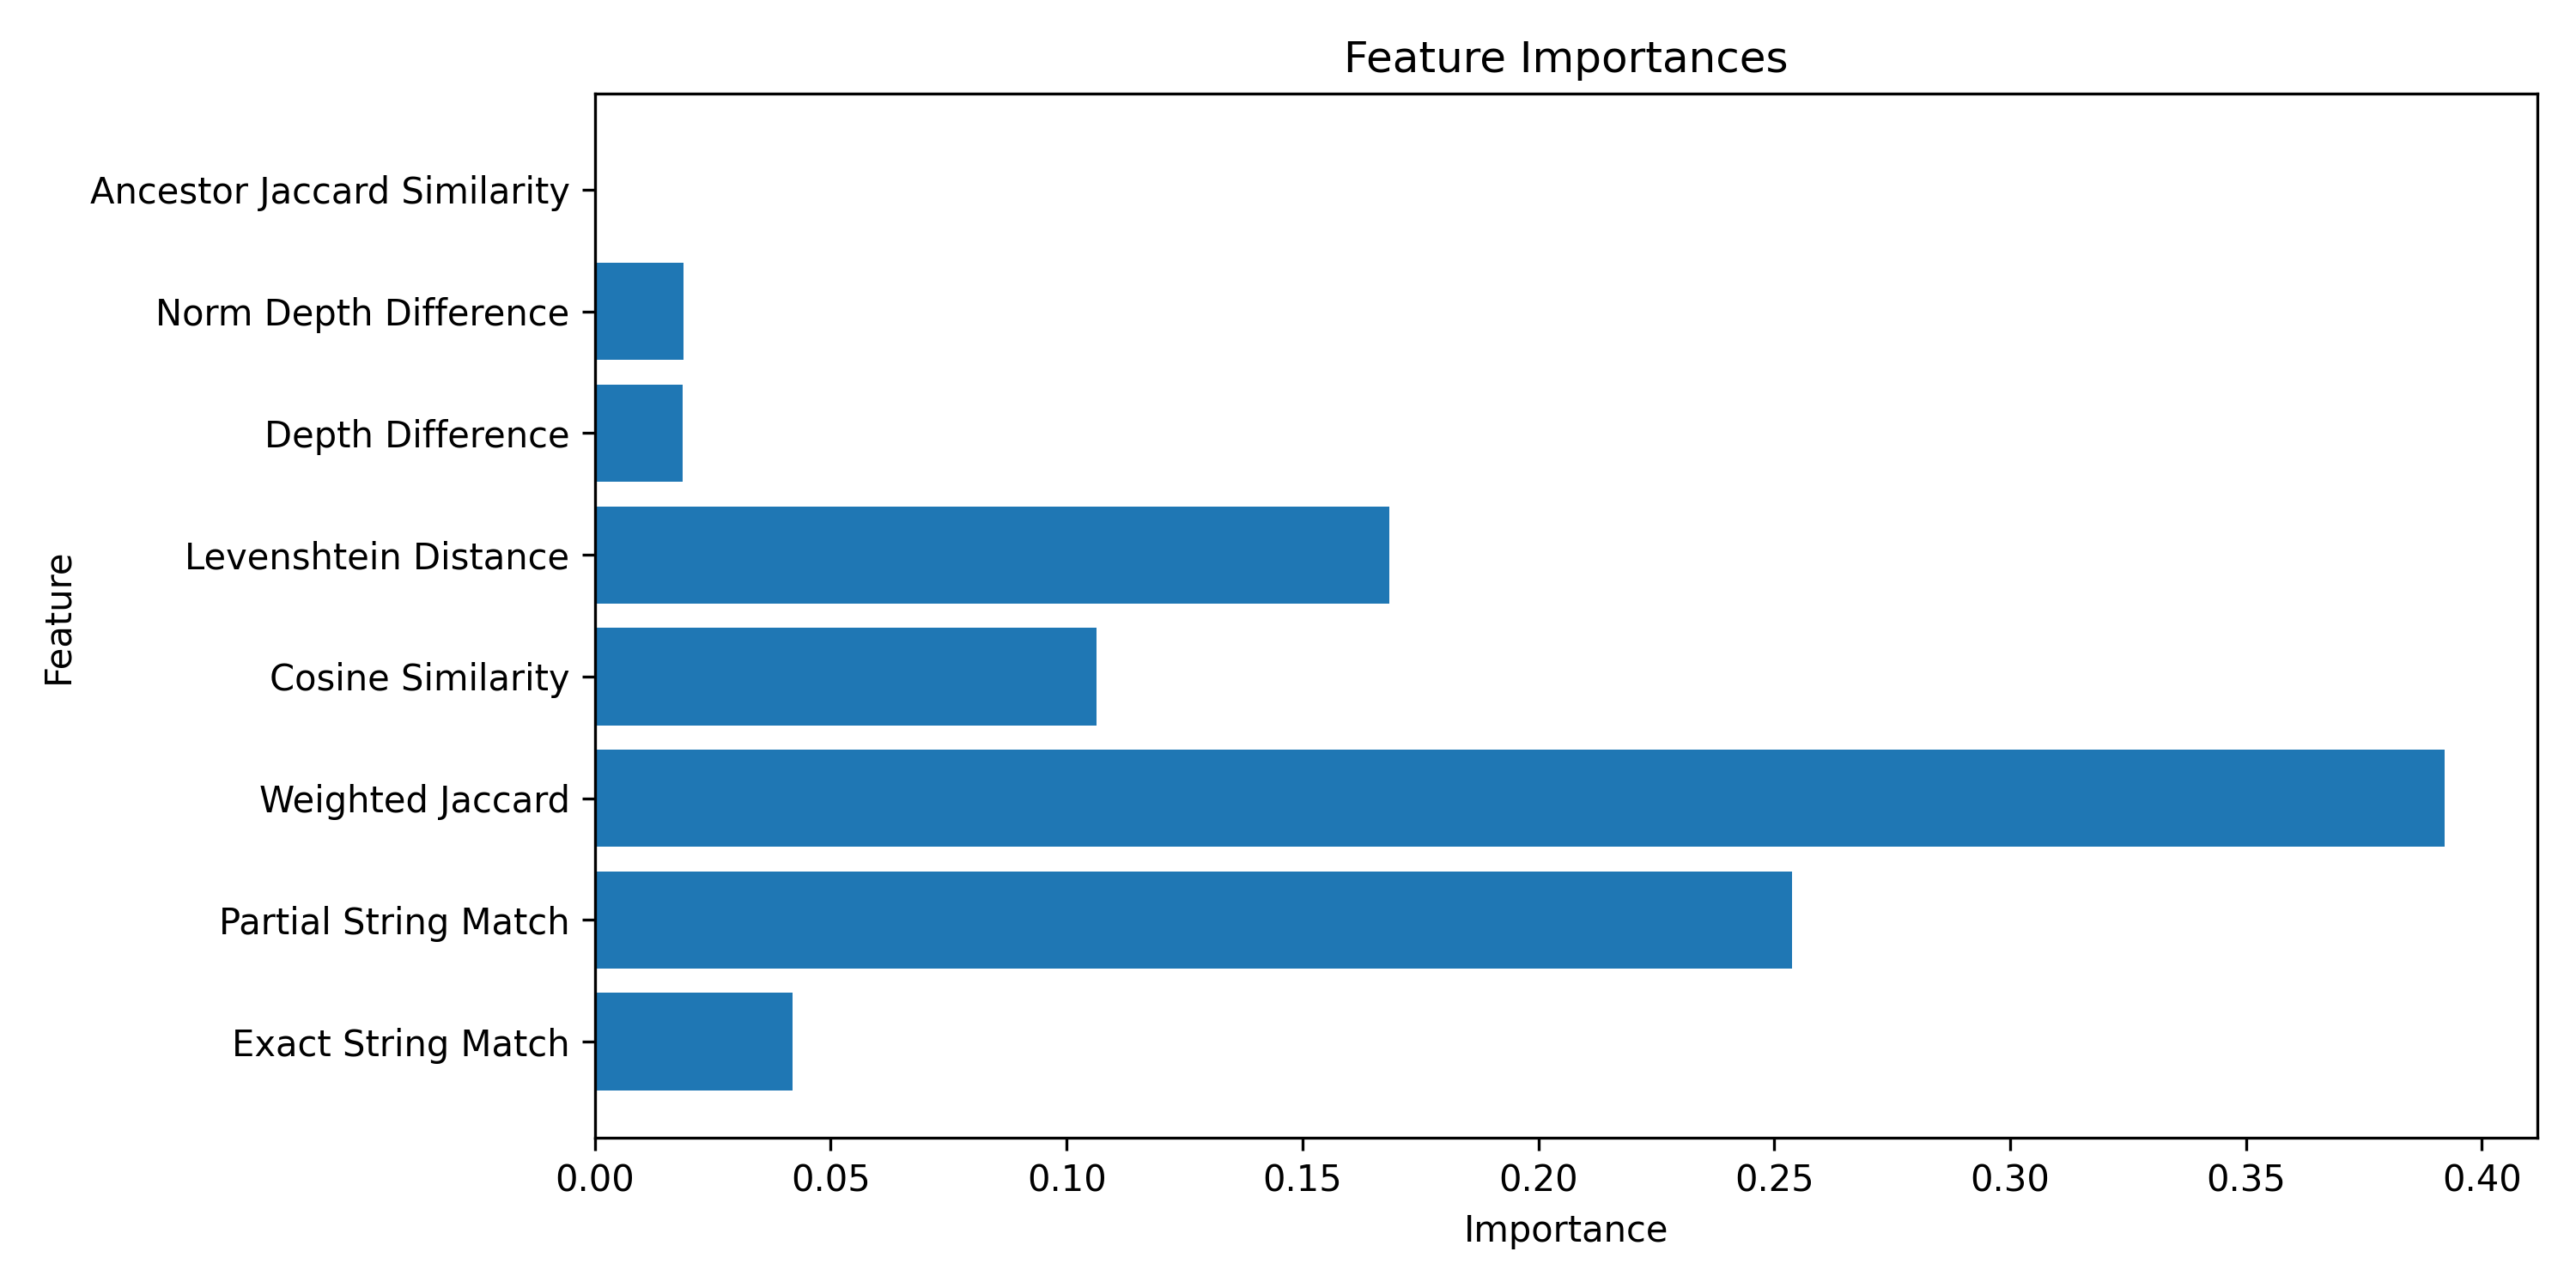 Feature Importances
Ancestor Jaccard Similarity
Norm Depth Difference
Depth Difference
Levenshtein Distance
Cosine Similarity
Weighted Jaccard
Partial String Match
Exact String Match
Feature
0.00 0.05 0.10 0.15 0.20 0.25 0.30 0.35 0.40
Importance